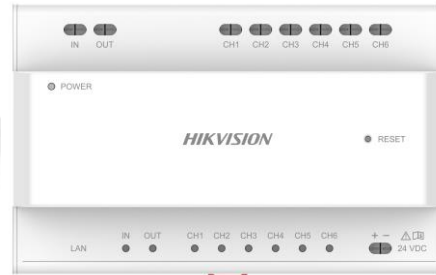 IN OUT CH1 CH2 CH3 CH4 CH5 CH6
POWER
HIKVISION
RESET
IN OUT CH1 CH2 CH3 CH4 CH5 CH6 + -
LAN 24 VDC